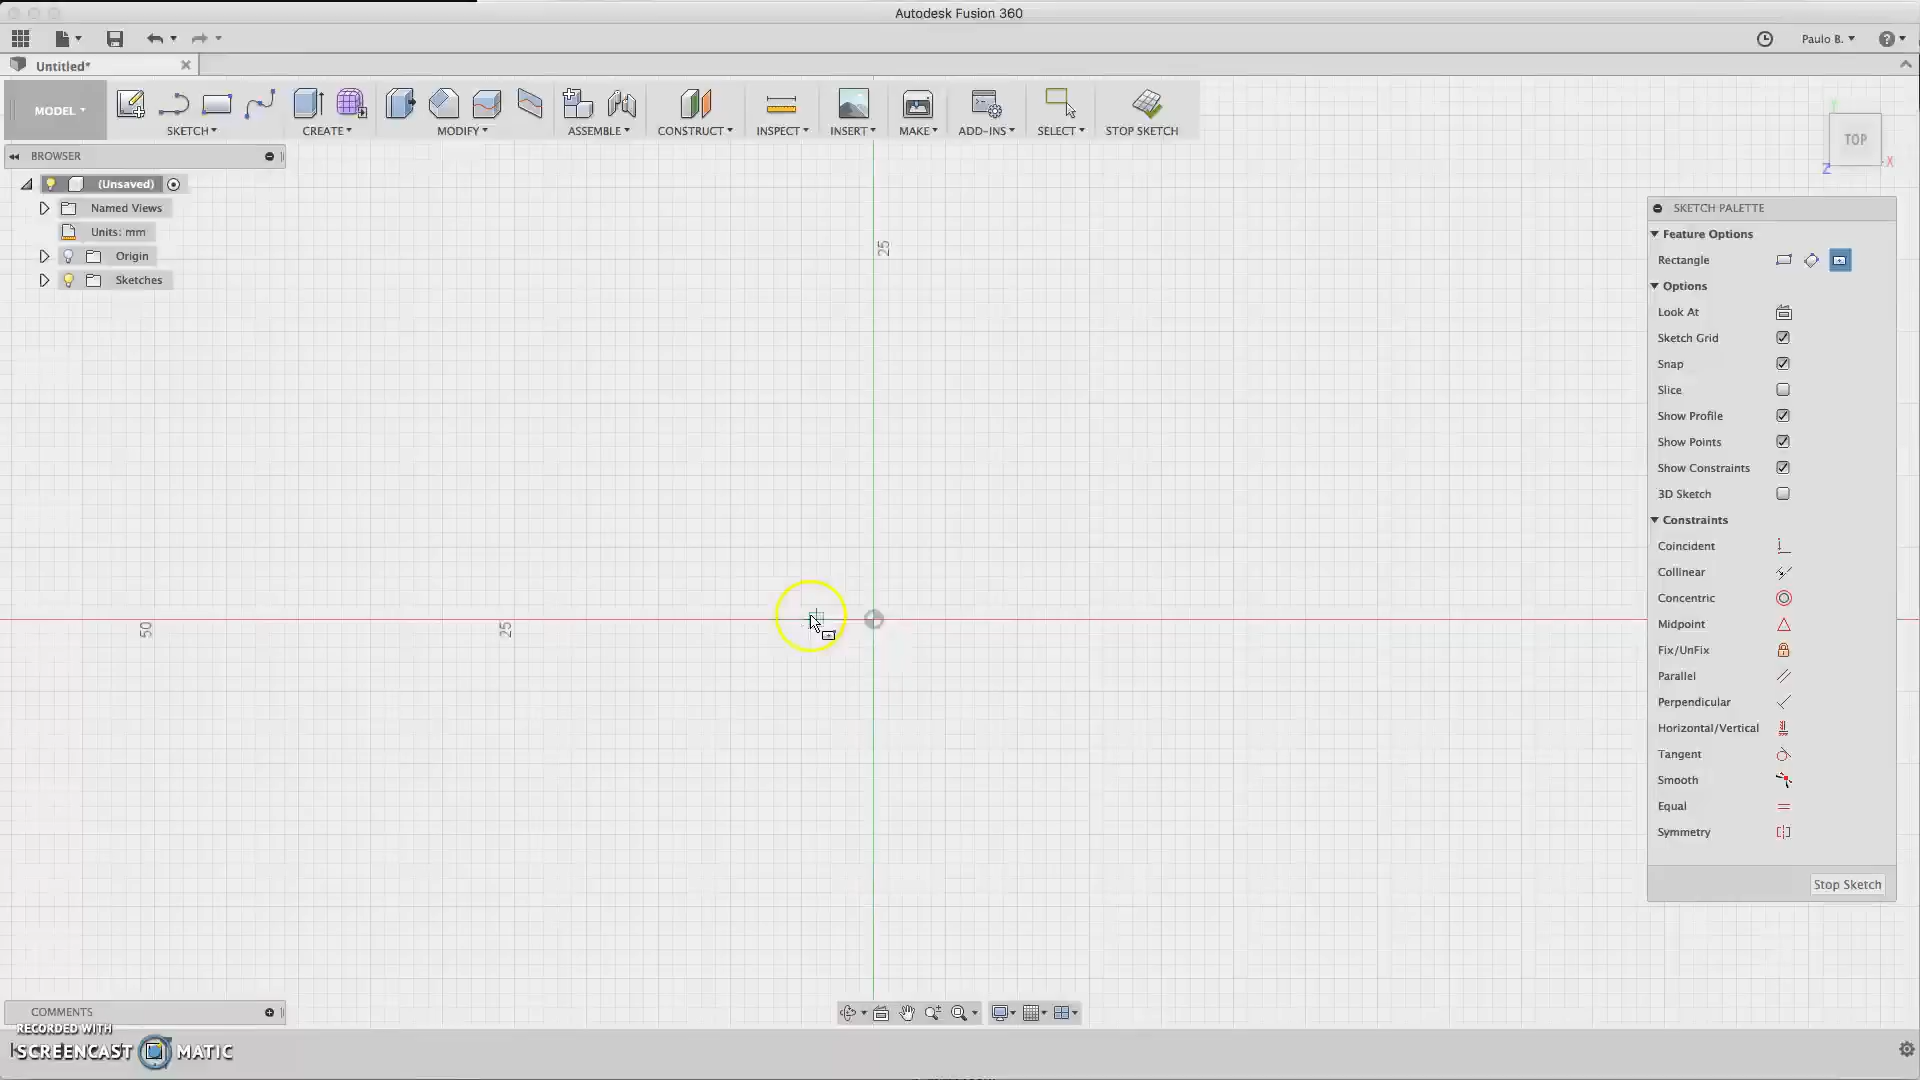 Autodesk Fusion 360
Paulo B.
Untitled*
MODEL
SKETCH
CREATE
MODIFY
ASSEMBLE
CONSTRUCT
INSPECT
INSERT
MAKE
ADD-INS
SELECT
STOP SKETCH
TOP
X
Z
BROWSER
(Unsaved)
Named Views
Units: mm
Origin
Sketches
25
50
25
SKETCH PALETTE
Feature Options
Rectangle
Options
Look At
Sketch Grid
Snap
Slice
Show Profile
Show Points
Show Constraints
3D Sketch
Constraints
Coincident
Collinear
Concentric
Midpoint
Fix/UnFix
Parallel
Perpendicular
Horizontal/Vertical
Tangent
Smooth
Equal
Symmetry
Stop Sketch
COMMENTS
RECORDED WITH
SCREENCAST MATIC